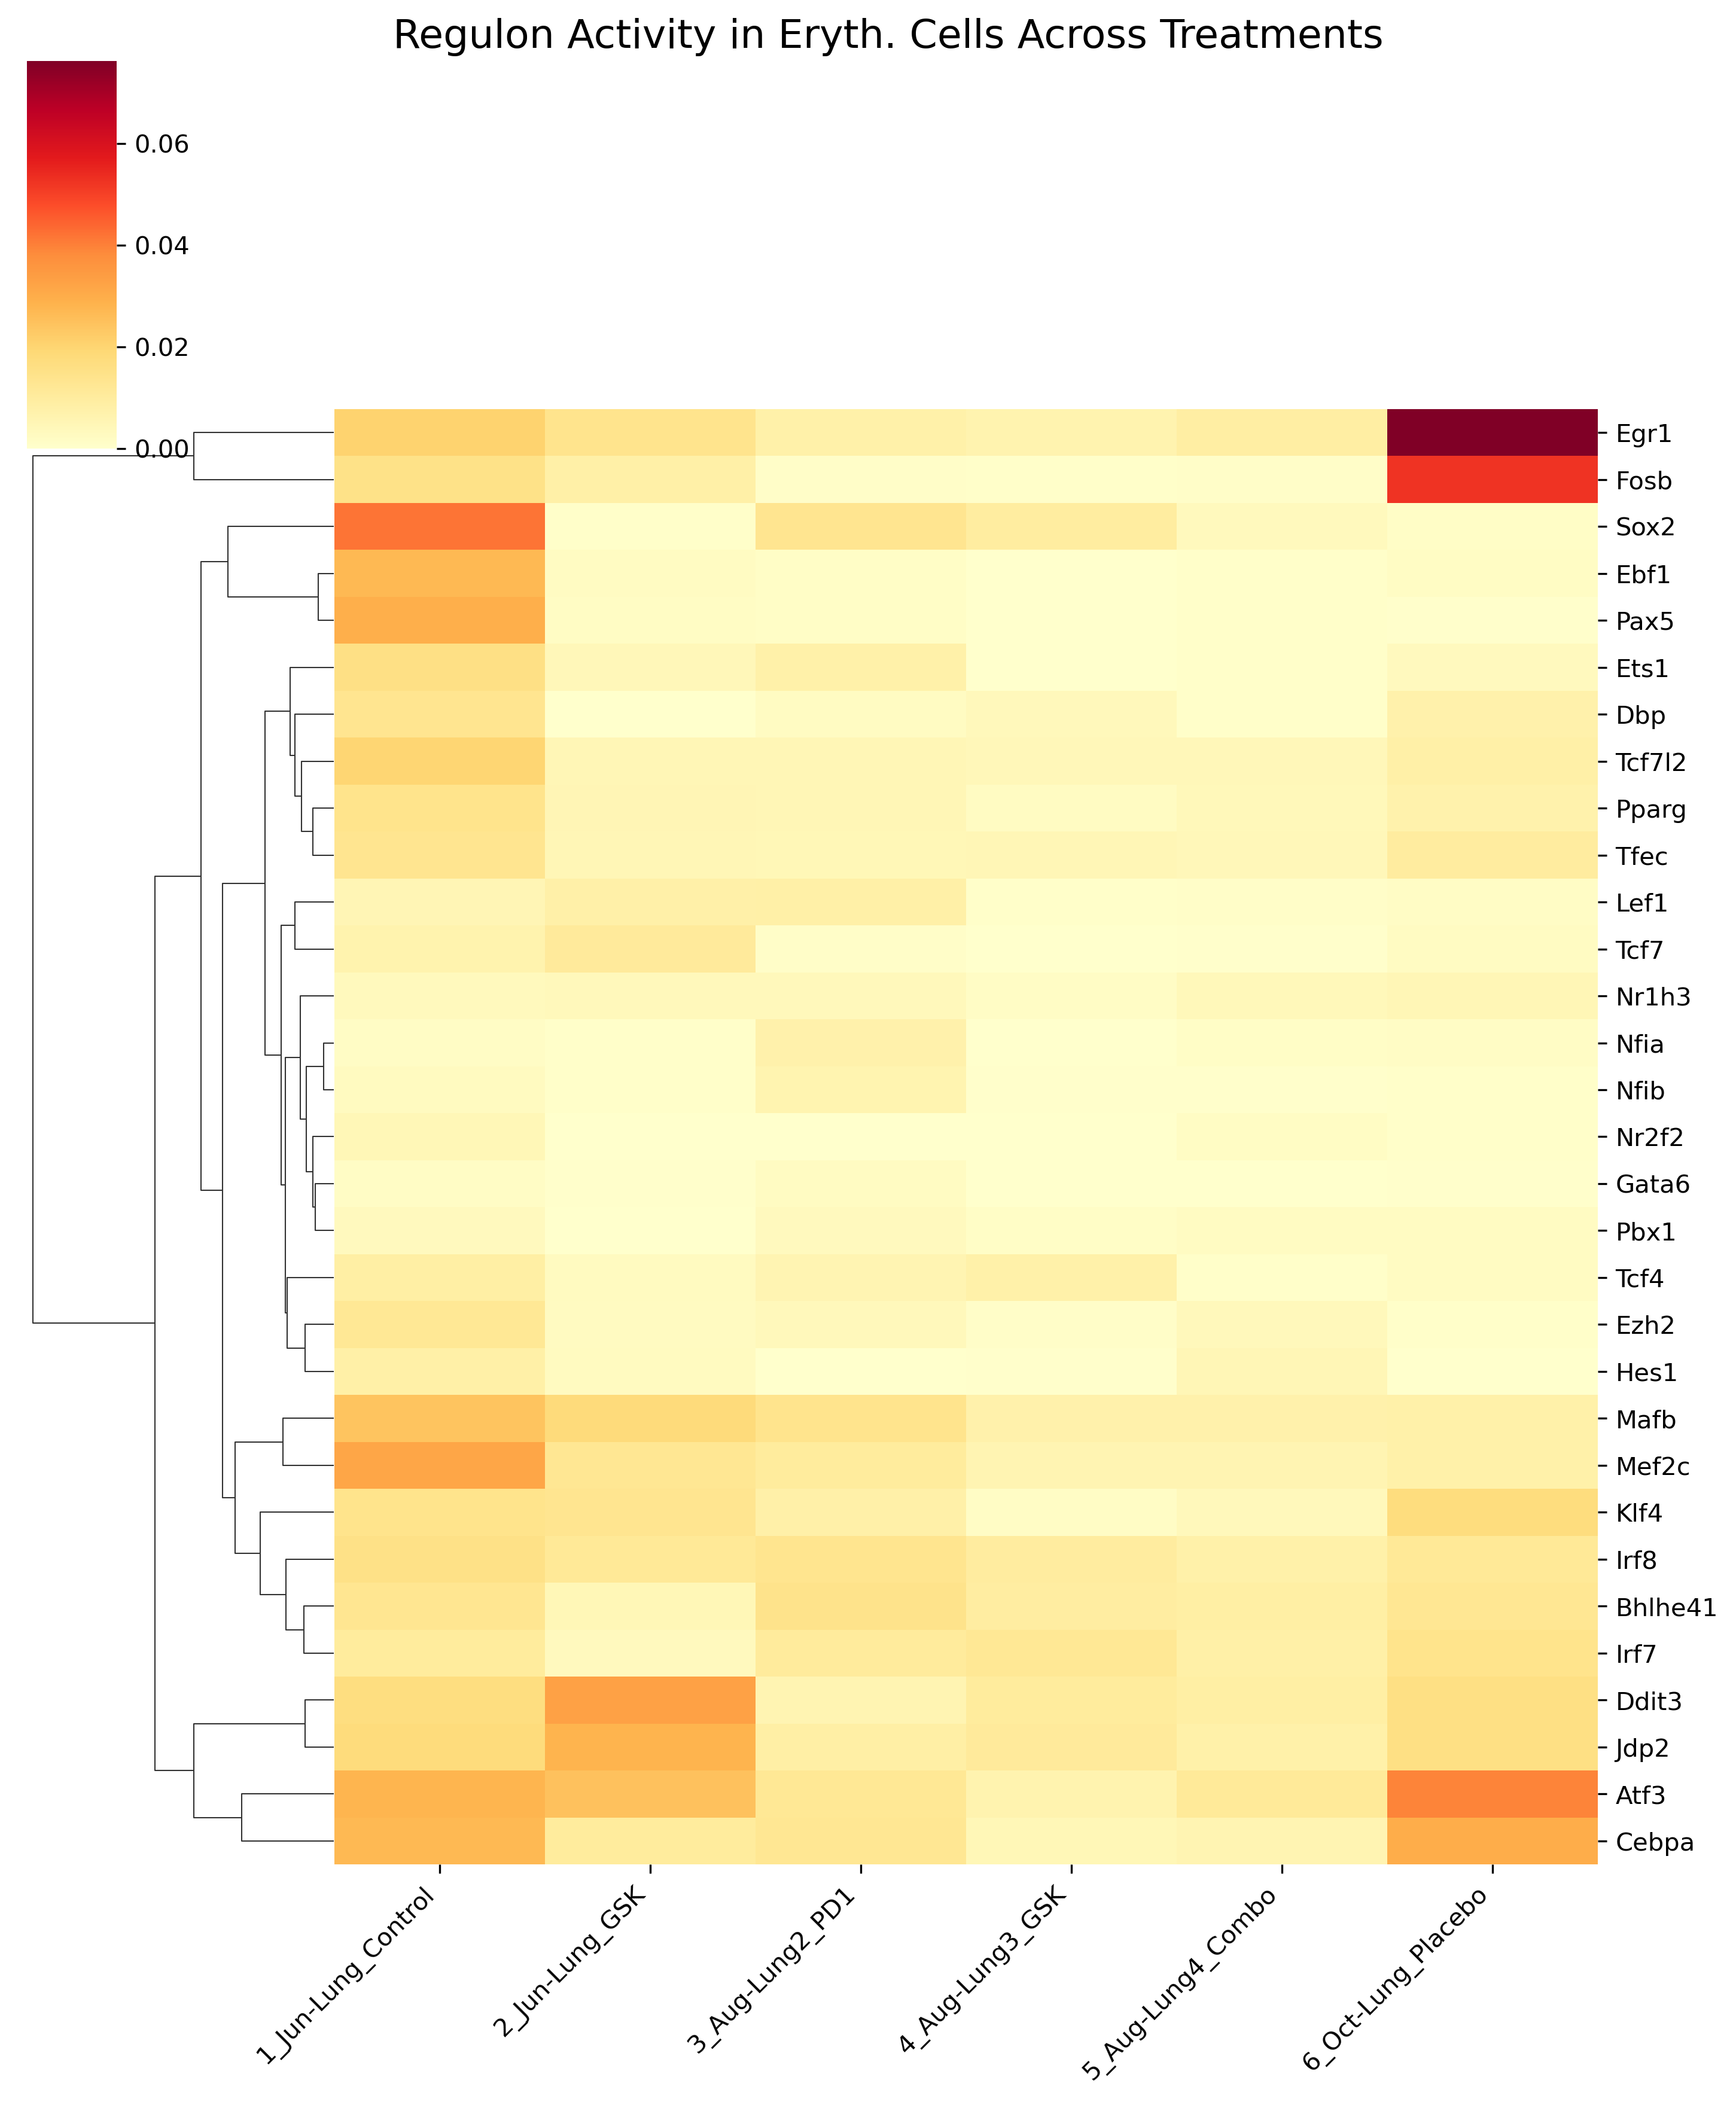 Regulon Activity in Eryth. Cells Across Treatments
0.06
0.04
0.02
0.00
Egr1
Fosb
Sox2
Ebf1
Pax5
Ets1
Dbp
Tcf7l2
Pparg
Tfec
Lef1
Tcf7
Nr1h3
Nfia
Nfib
Nr2f2
Gata6
Pbx1
Tcf4
Ezh2
Hes1
Mafb
Mef2c
Klf4
Irf8
Bhlhe41
Irf7
Ddit3
Jdp2
Atf3
Cebpa
1_Jun-Lung_Control
2_Jun-Lung_GSK
3_Aug-Lung2_PD1
4_Aug-Lung3_GSK
5_Aug-Lung4_Combo
6_Oct-Lung_Placebo